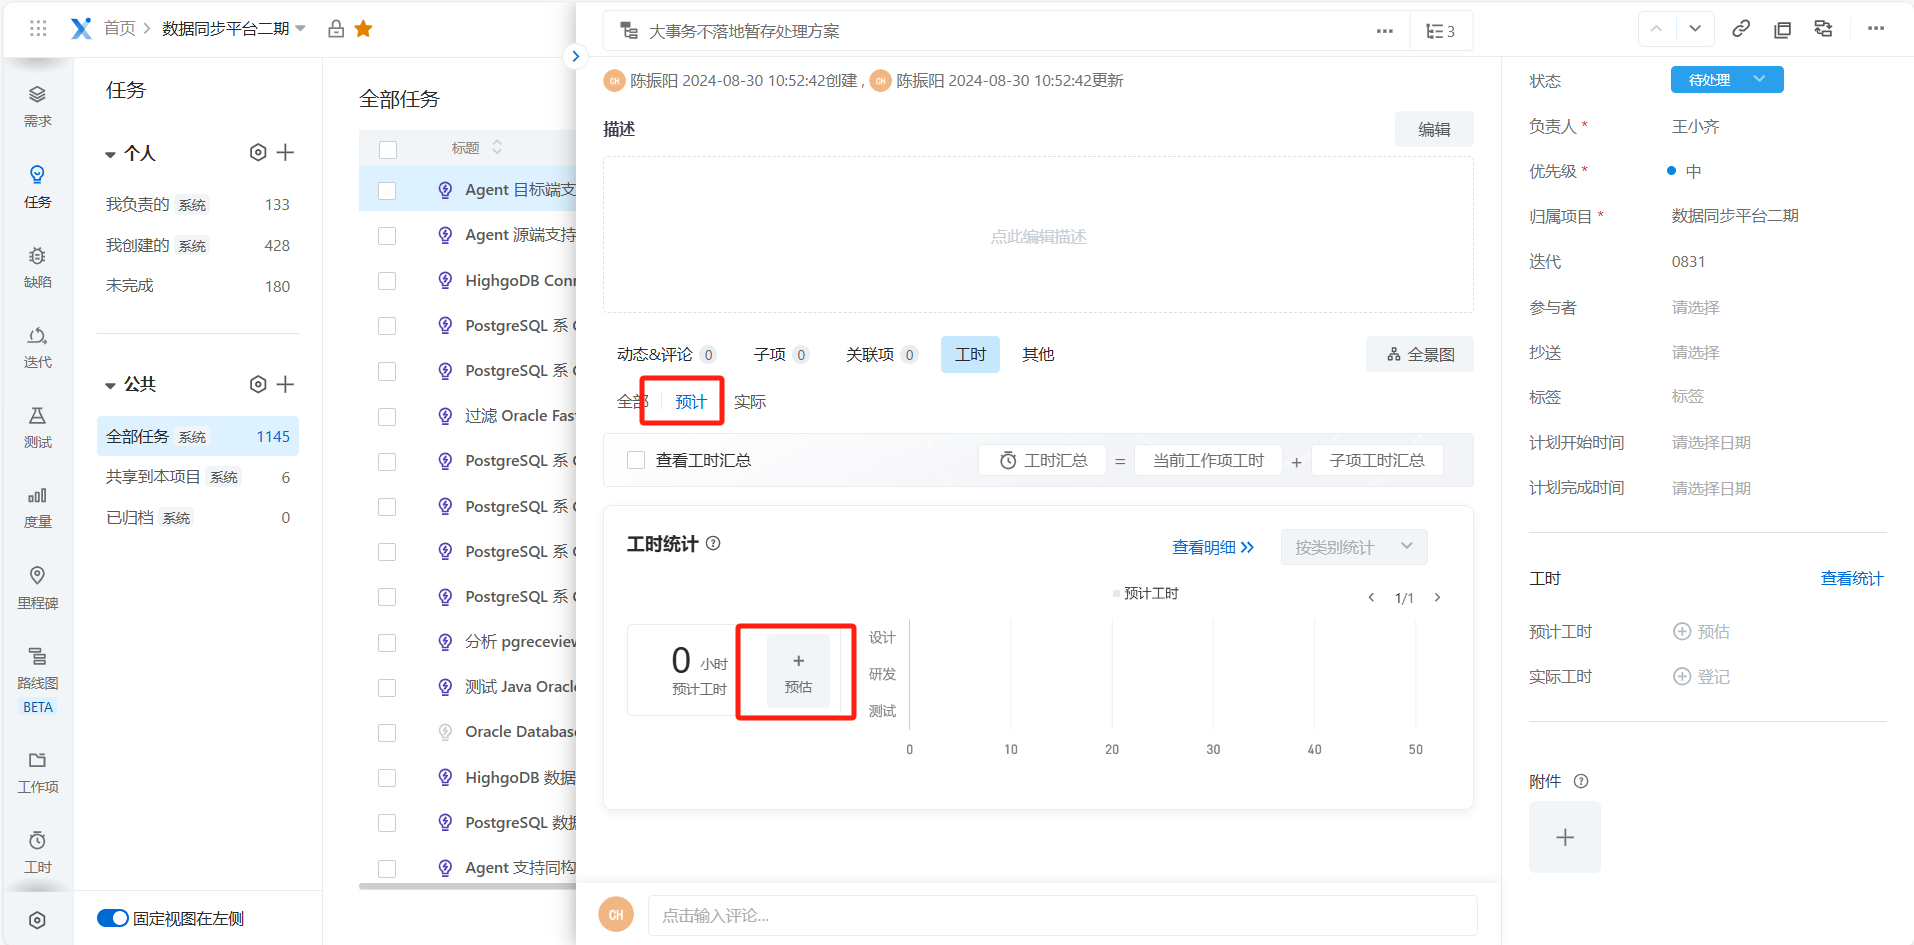 首页
数据同步平台二期
需求
任务
缺陷
迭代
测试
度量
里程碑
路线图
BETA
工作项
工时
任务
个人
我负责的 系统 133
我创建的 系统 428
未完成 180
公共
全部任务 系统 1145
共享到本项目 系统 6
已归档 系统 0
固定视图在左侧
全部任务
标题
Agent 目标端支
Agent 源端支持
HighgoDB Con
PostgreSQL 系
PostgreSQL 系
过滤 Oracle Fas
PostgreSQL 系
PostgreSQL 系
PostgreSQL 系
PostgreSQL 系
分析 pgreceview
测试 Java Oracl
Oracle Databas
HighgoDB 数据
PostgreSQL 数据
Agent 支持同构
大事务不落地暂存处理方案
3
CH 陈振阳 2024-08-30 10:52:42创建 , CH 陈振阳 2024-08-30 10:52:42更新
描述
编辑
点此编辑描述
动态&评论 0 子项 0 关联项 0 工时 其他
全景图
全部 预计 实际
查看工时汇总
工时汇总 = 当前工作项工时 + 子项工时汇总
工时统计
查看明细
按类别统计
预计工时
1/1
0 小时
预计工时
+
预估
设计
研发
测试
0 10 20 30 40 50
CH
点击输入评论...
状态 待处理
负责人 * 王小齐
优先级 * 中
归属项目 * 数据同步平台二期
迭代 0831
参与者 请选择
抄送 请选择
标签 标签
计划开始时间 请选择日期
计划完成时间 请选择日期
工时 查看统计
预计工时 预估
实际工时 登记
附件